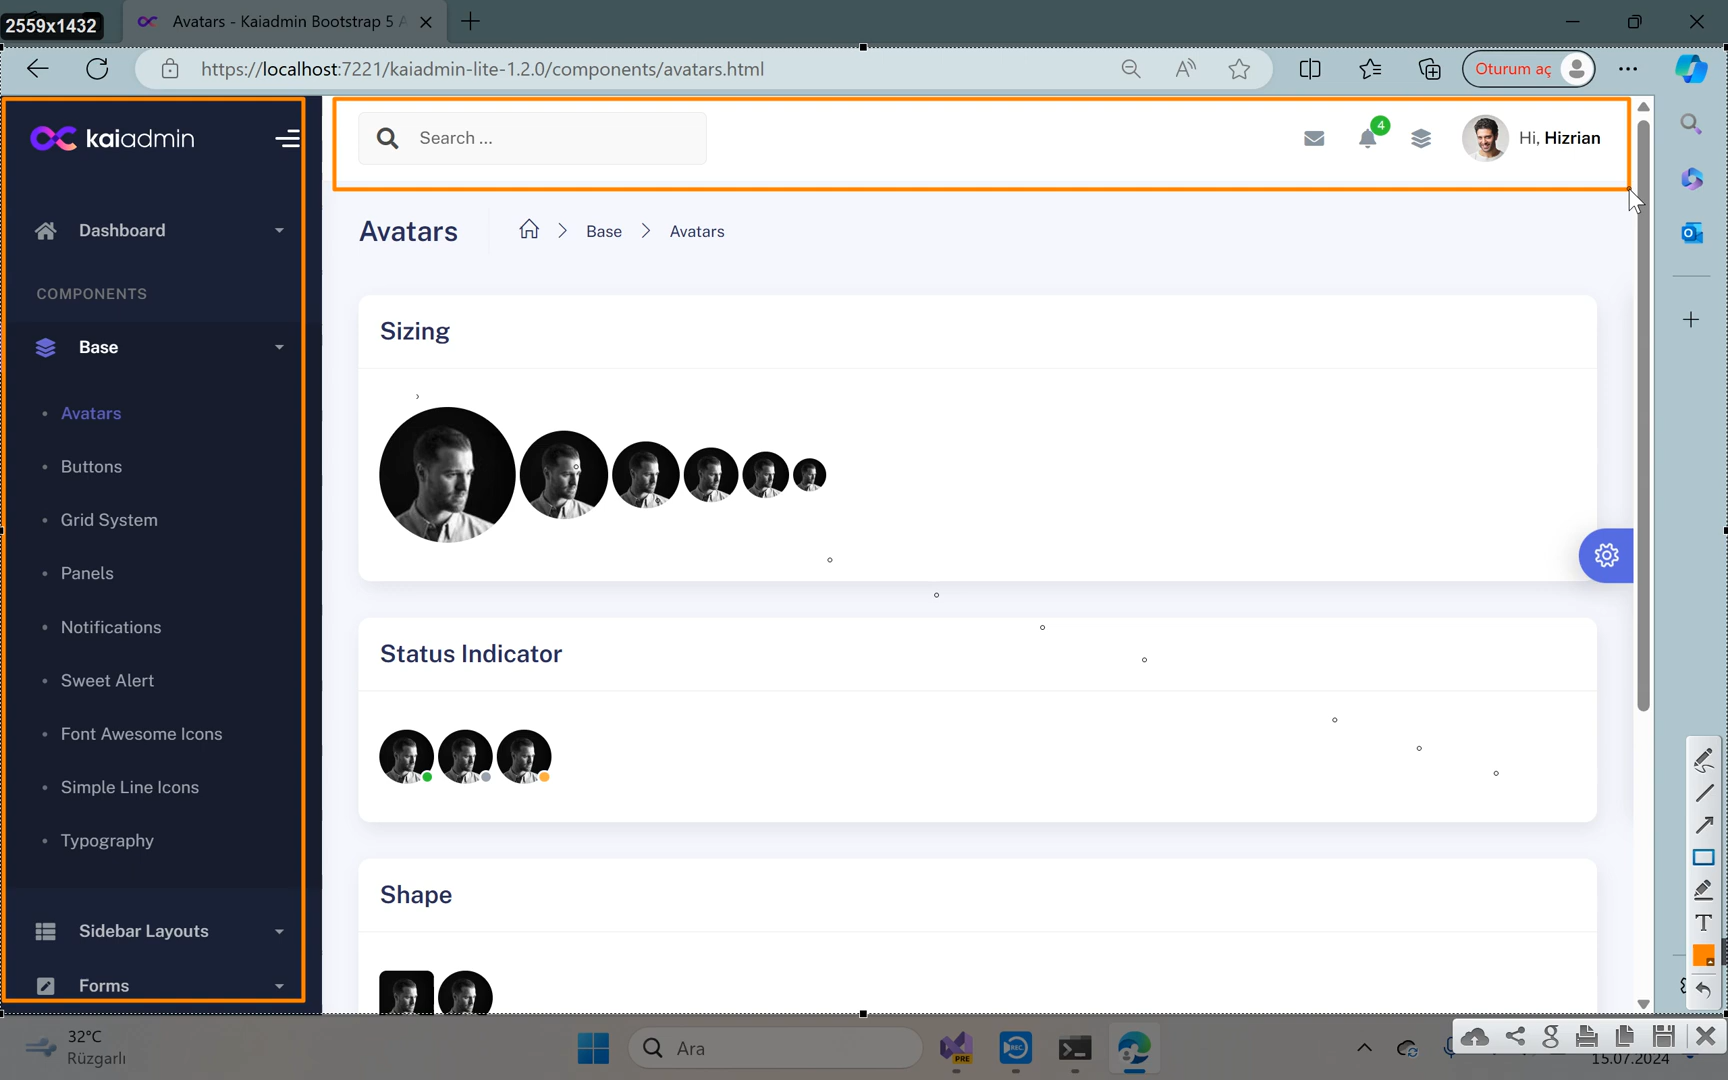 2559x1432
Avatars - Kaiadmin Bootstrap 5 A
https://localhost:7221/kaiadmin-lite-1.2.0/components/avatars.html
Oturum aç
kaiadmin
Search ...
4
Hi, Hizrian
Dashboard
COMPONENTS
Base
Avatars
Buttons
Grid System
Panels
Notifications
Sweet Alert
Font Awesome Icons
Simple Line Icons
Typography
Sidebar Layouts
Forms
Avatars
Base
Avatars
Sizing
Status Indicator
Shape
32°C
Rüzgarlı
Ara
PRE
REC
15.07.2024